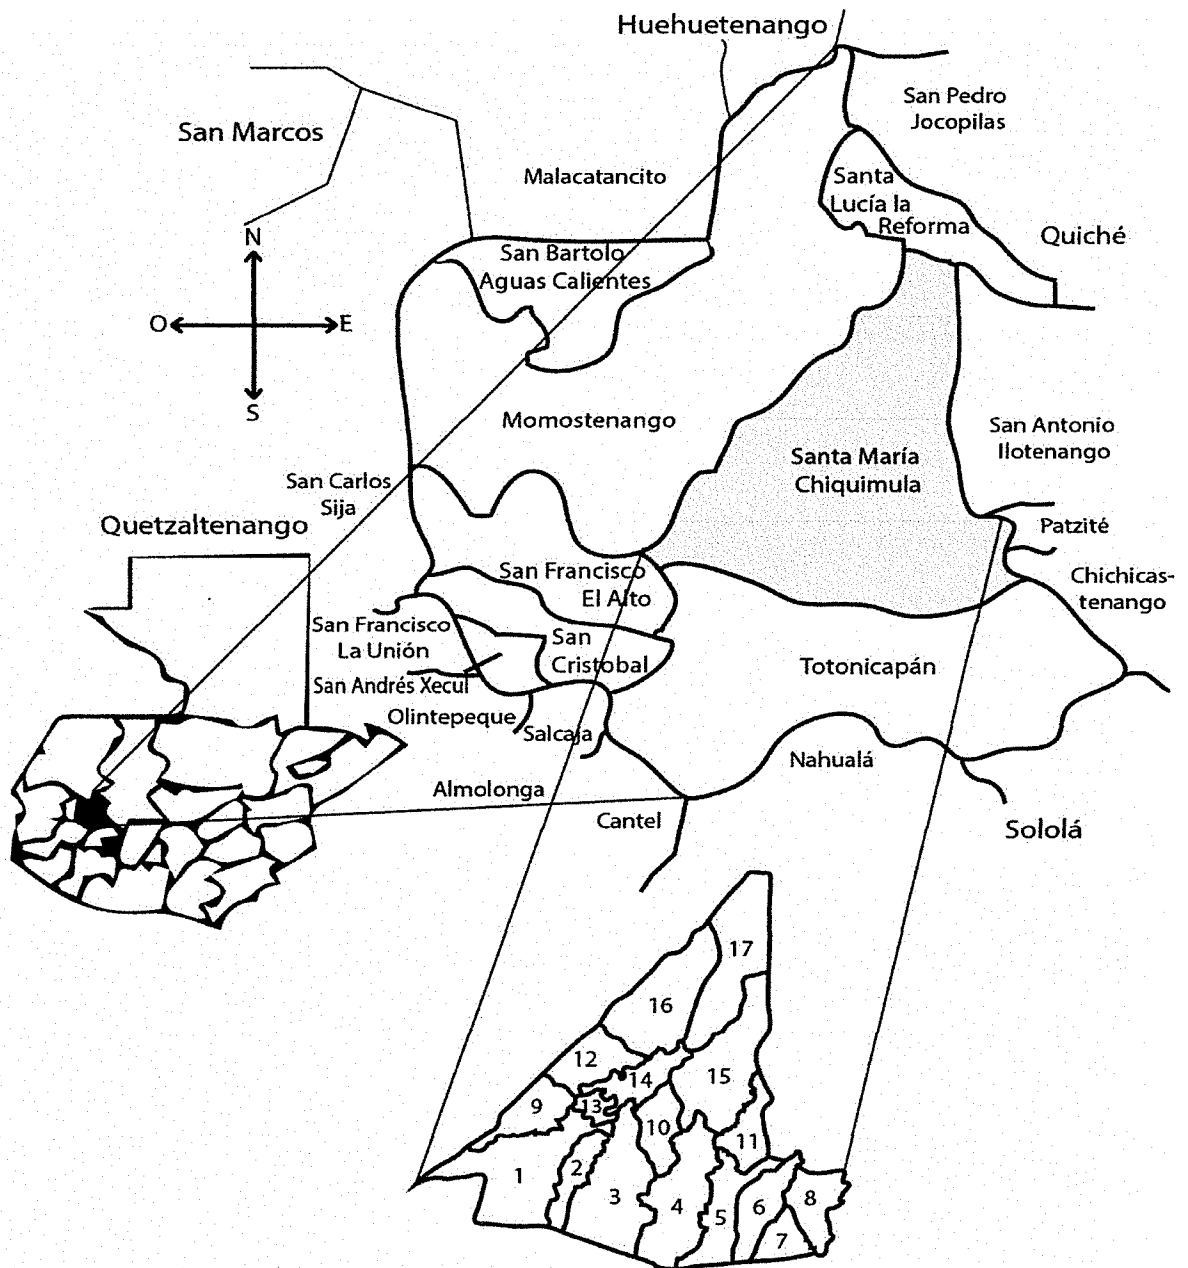 Huehuetenango
San Pedro
Jocopilas
San Marcos
Malacatancito
Santa
Lucía la
Reforma
Quiché
N
San Bartolo
Aguas Calientes
O
E
S
Momostenango
San Antonio
Ilotenango
Santa María
Chiquimula
San Carlos
Sija
Quetzaltenango
Patzité
San Francisco
El Alto
Chichicas-
tenango
San Francisco
La Unión
San
Cristobal
Totonicapán
San Andrés Xecul
Olintepeque
Salcaja
Nahualá
Almolonga
Cantel
Sololá
17
16
12
14
15
9
13
10
11
1
2
3
4
5
6
7
8